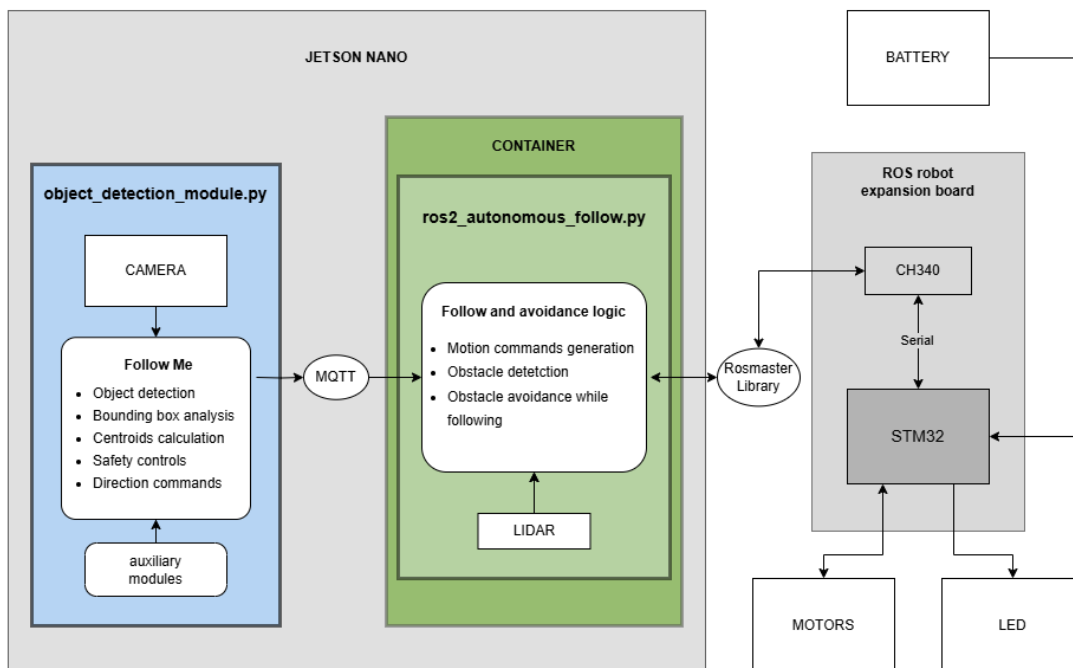 JETSON NANO
BATTERY
CONTAINER
object_detection_module.py
ros2_autonomous_follow.py
ROS robot
expansion board
CAMERA
CH340
Follow Me
• Object detection
• Bounding box analysis
• Centroids calculation
• Safety controls
• Direction commands
MQTT
Follow and avoidance logic
• Motion commands generation
• Obstacle detetction
• Obstacle avoidance while
following
Rosmaster
Library
Serial
STM32
auxiliary
modules
LIDAR
MOTORS
LED